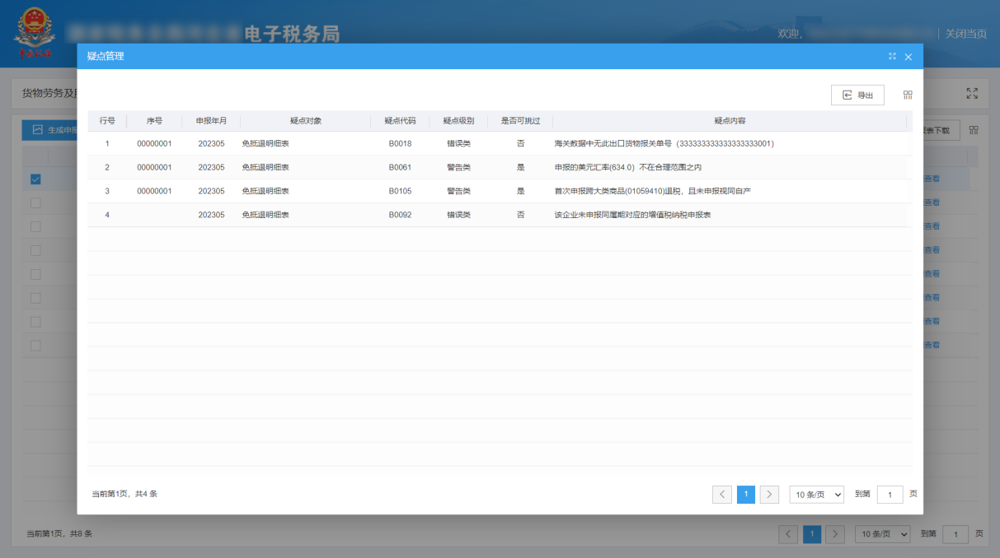 电子税务局
欢迎,
关闭当页
疑点管理
货物劳务及
导出
生成申报
表下载
行号 序号 申报年月 疑点对象 疑点代码 疑点级别 是否可挑过 疑点内容
1 00000001 202305 免抵退明细表 B0018 错误类 否 海关数据中无此出口货物报关单号（333333333333333333001）
2 00000001 202305 免抵退明细表 B0061 警告类 是 申报的美元汇率(634.0）不在合理范围之内
3 00000001 202305 免抵退明细表 B0105 警告类 是 首次申报跨大类商品(01059410)退税，且未申报视同自产
4 202305 免抵退明细表 B0092 错误类 否 该企业未申报同属期对应的增值税纳税申报表
查看
查看
查看
查看
查看
查看
查看
查看
当前第1页，共4 条
1
10 条/页
到第 1 页
当前第1页，共8 条
1
10 条/页
到第 1 页